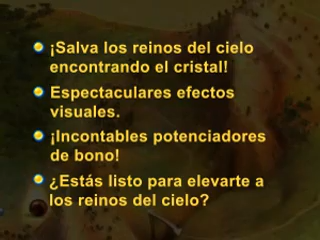 ¡Salva los reinos del cielo
encontrando el cristal!
Espectaculares efectos
visuales.
¡Incontables potenciadores
de bono!
¿Estás listo para elevarte a
los reinos del cielo?